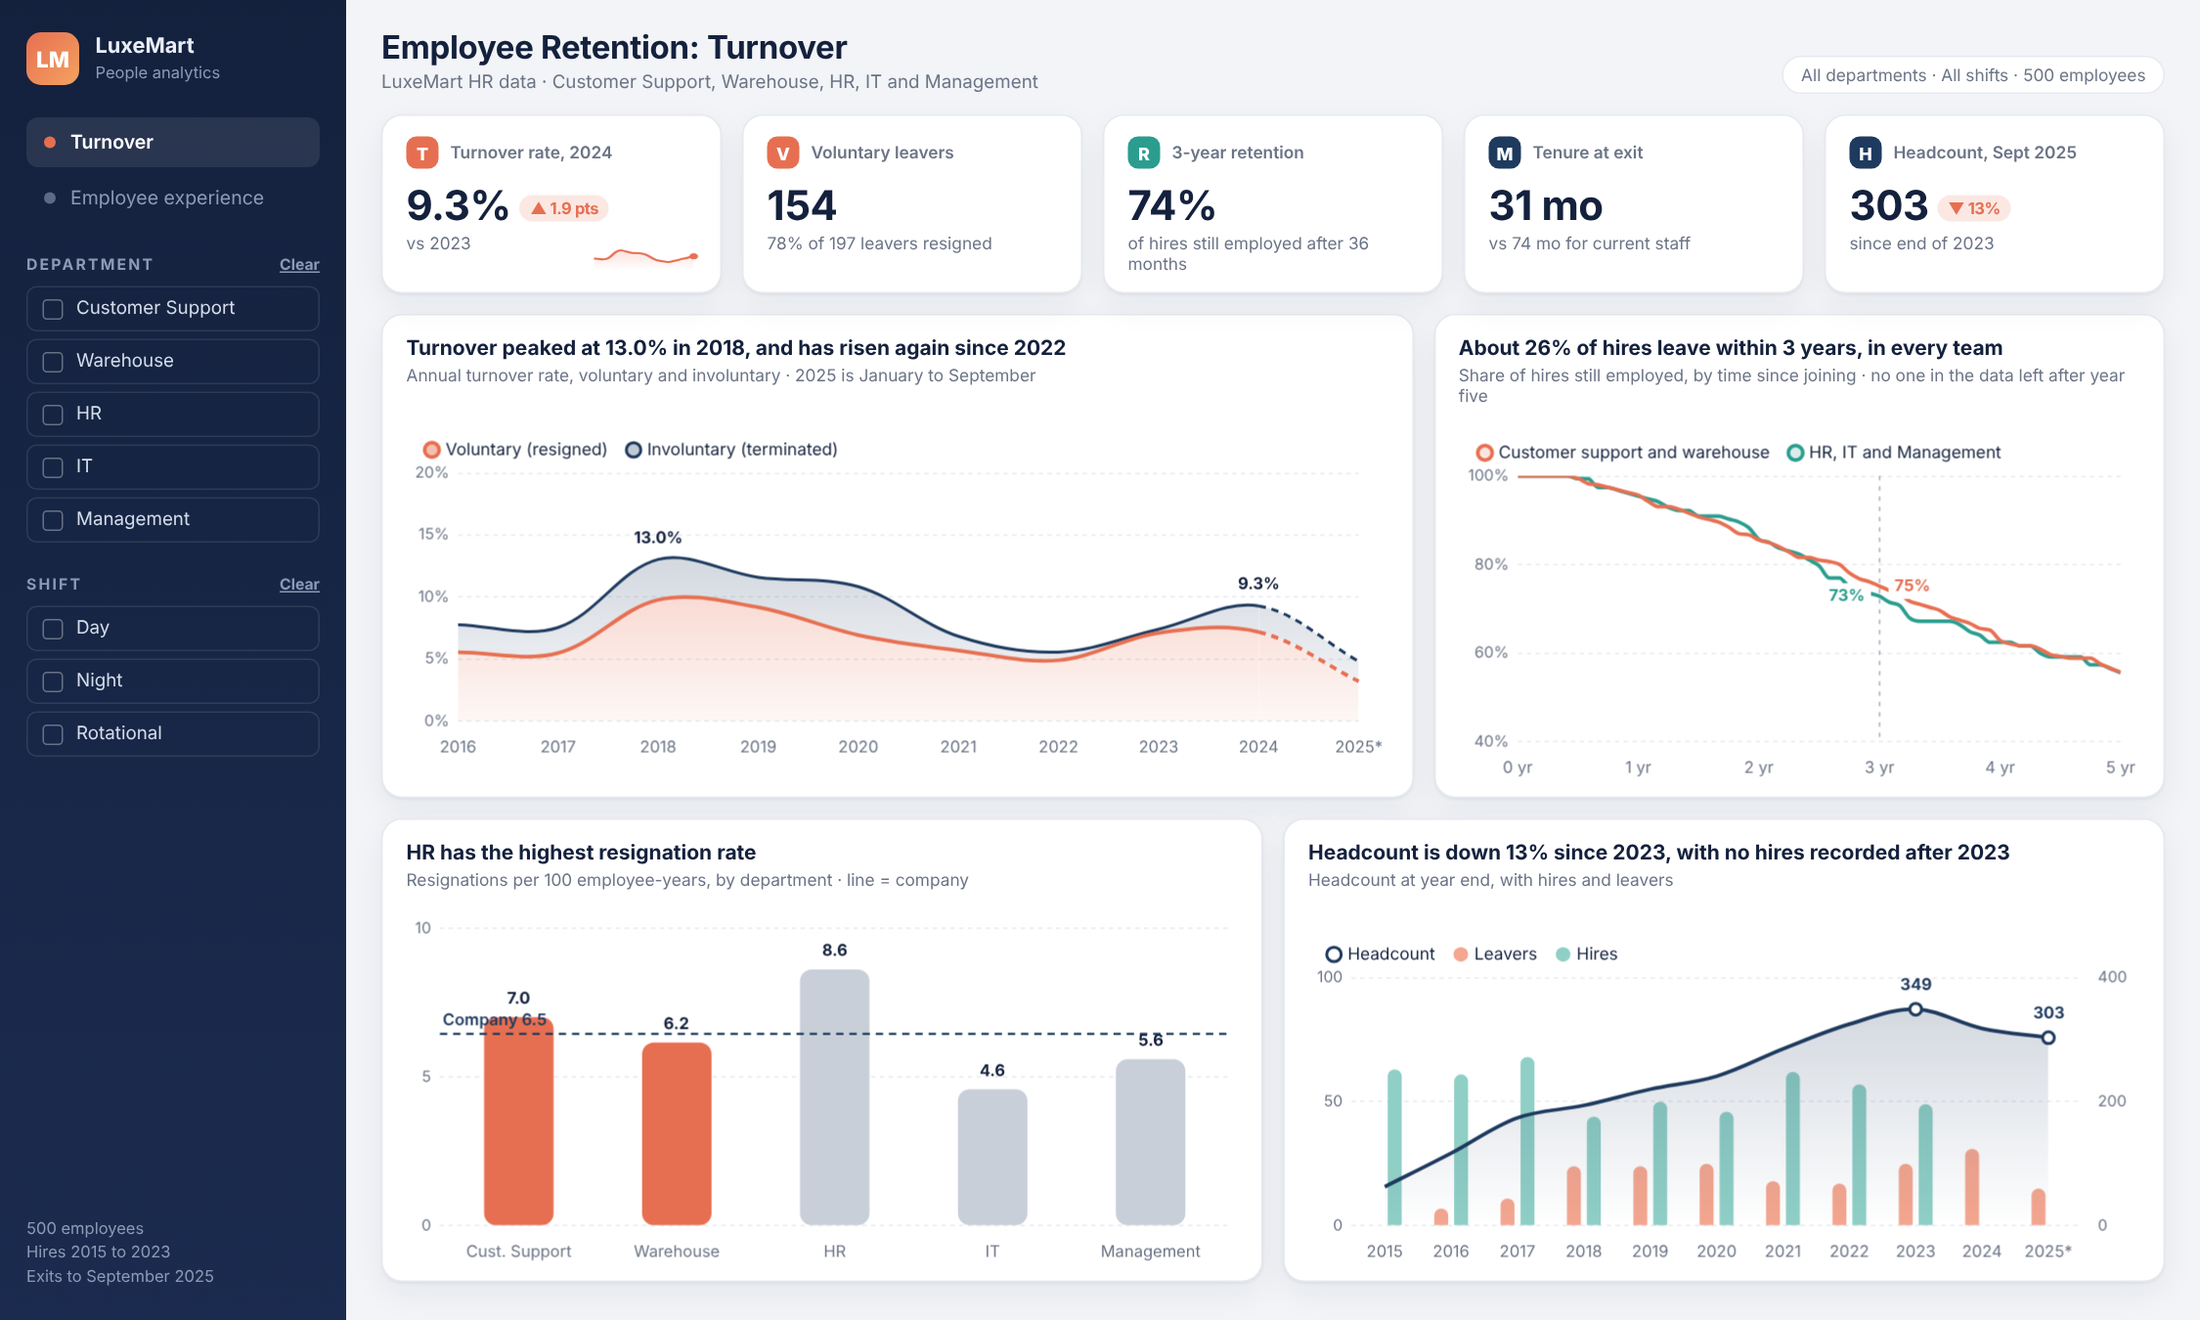 LM
LuxeMart
People analytics
Turnover
Employee experience
DEPARTMENT
Clear
Customer Support
Warehouse
HR
IT
Management
SHIFT
Clear
Day
Night
Rotational
500 employees
Hires 2015 to 2023
Exits to September 2025
Employee Retention: Turnover
LuxeMart HR data · Customer Support, Warehouse, HR, IT and Management
All departments · All shifts · 500 employees
T Turnover rate, 2024
9.3% ▲ 1.9 pts
vs 2023
V Voluntary leavers
154
78% of 197 leavers resigned
R 3-year retention
74%
of hires still employed after 36
months
M Tenure at exit
31 mo
vs 74 mo for current staff
H Headcount, Sept 2025
303 ▼ 13%
since end of 2023
Turnover peaked at 13.0% in 2018, and has risen again since 2022
Annual turnover rate, voluntary and involuntary · 2025 is January to September
Voluntary (resigned) Involuntary (terminated)
20%
15%
10%
5%
0%
13.0%
9.3%
2016 2017 2018 2019 2020 2021 2022 2023 2024 2025*
About 26% of hires leave within 3 years, in every team
Share of hires still employed, by time since joining · no one in the data left after year
five
Customer support and warehouse HR, IT and Management
100%
80%
60%
40%
75%
73%
0 yr 1 yr 2 yr 3 yr 4 yr 5 yr
HR has the highest resignation rate
Resignations per 100 employee-years, by department · line = company
10
5
0
7.0
Company 6.5
6.2
8.6
4.6
5.6
Cust. Support Warehouse HR IT Management
Headcount is down 13% since 2023, with no hires recorded after 2023
Headcount at year end, with hires and leavers
Headcount Leavers Hires
100
50
0
400
200
0
349
303
2015 2016 2017 2018 2019 2020 2021 2022 2023 2024 2025*